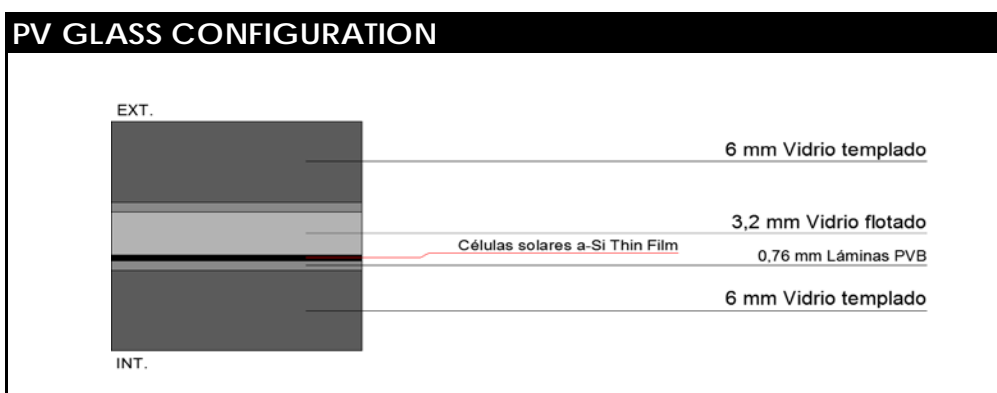 PV GLASS CONFIGURATION
EXT.
6 mm Vidrio templado
3,2 mm Vidrio flotado
Células solares a-Si Thin Film
0,76 mm Láminas PVB
6 mm Vidrio templado
INT.